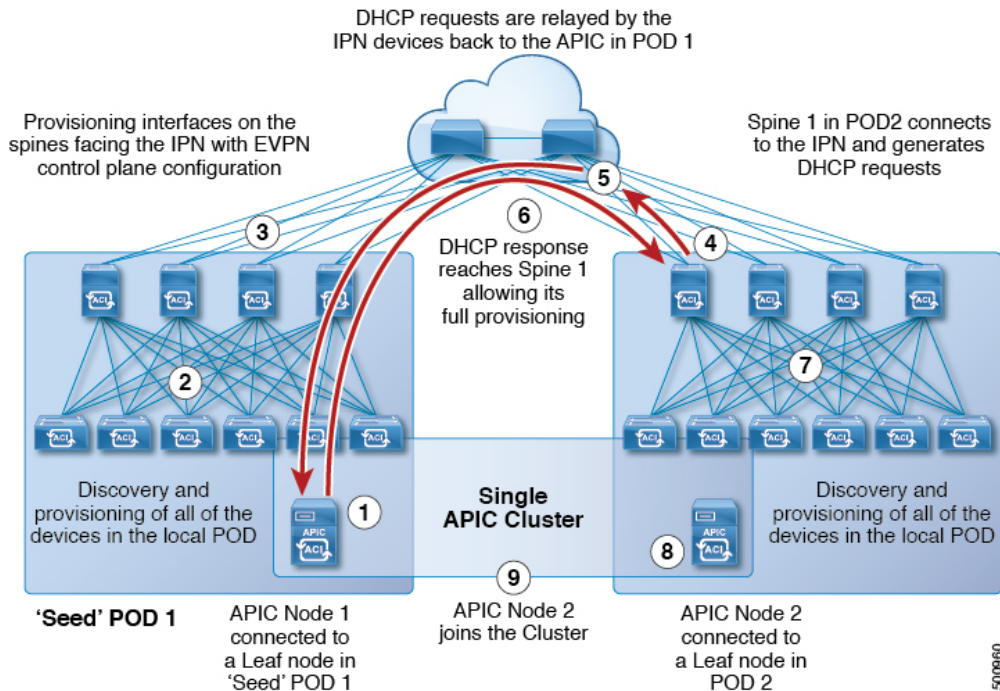 DHCP requests are relayed by the
IPN devices back to the APIC in POD 1
Provisioning interfaces on the
spines facing the IPN with EVPN
control plane configuration
Spine 1 in POD2 connects
to the IPN and generates
DHCP requests
5
3
6
4
DHCP response
reaches Spine 1
allowing its
full provisioning
ACI
ACI
ACI
ACI
ACI
ACI
ACI
ACI
2
7
ACI
ACI
ACI
ACI
ACI
ACI
ACI
ACI
ACI
ACI
ACI
ACI
Discovery and
provisioning of all of the
devices in the local POD
1
APIC
ACI
Single
APIC Cluster
8
APIC
ACI
Discovery and
provisioning of all of the
devices in the local POD
9
'Seed' POD 1
APIC Node 1
connected to
a Leaf node in
'Seed' POD 1
APIC Node 2
joins the Cluster
APIC Node 2
connected to
a Leaf node in
POD 2
500960